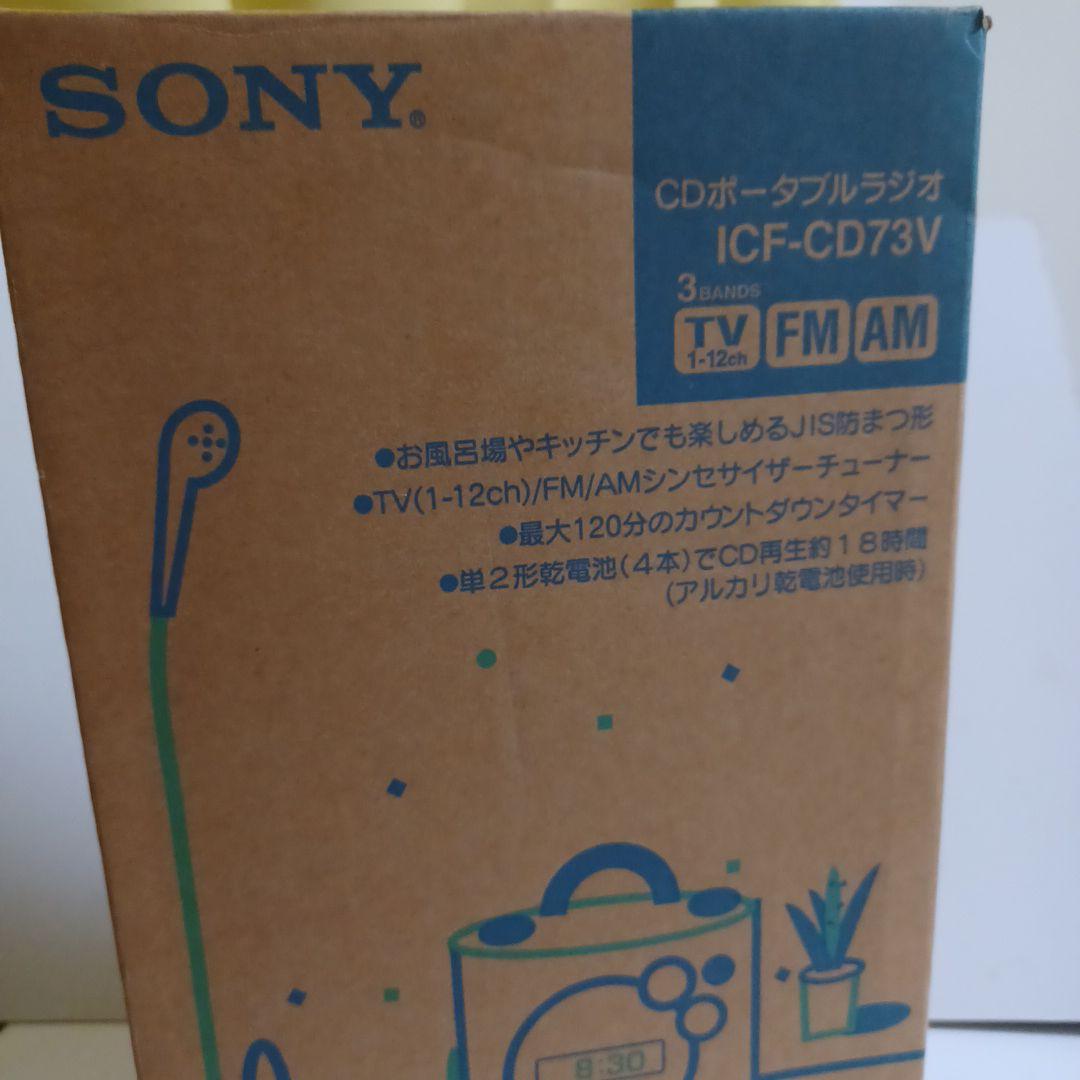 SONY®
CDポータブルラジオ
ICF-CD73V
3 BANDS
TV 1-12ch FM AM
●お風呂場やキッチンでも楽しめるJIS防まつ形
●TV(1-12ch)/FM/AMシンセサイザーチューナー
●最大120分のカウントダウンタイマー
●単2形乾電池(4本)でCD再生約18時間
(アルカリ乾電池使用時)
8:30